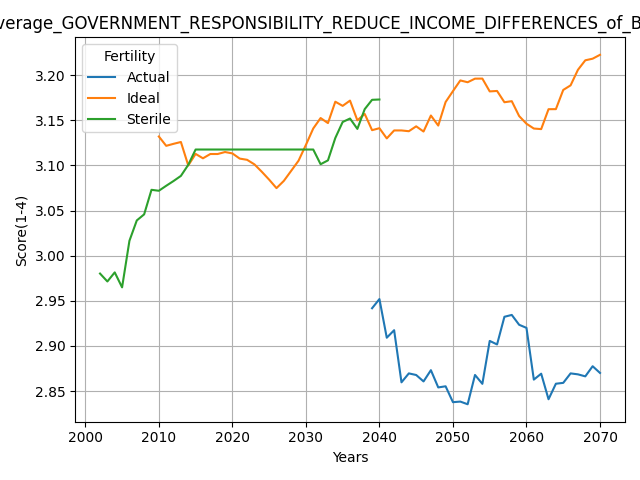 verage_GOVERNMENT_RESPONSIBILITY_REDUCE_INCOME_DIFFERENCES_of_B
Fertility
Actual
Ideal
Sterile
Score(1-4)
3.20
3.15
3.10
3.05
3.00
2.95
2.90
2.85
2000 2010 2020 2030 2040 2050 2060 2070
Years